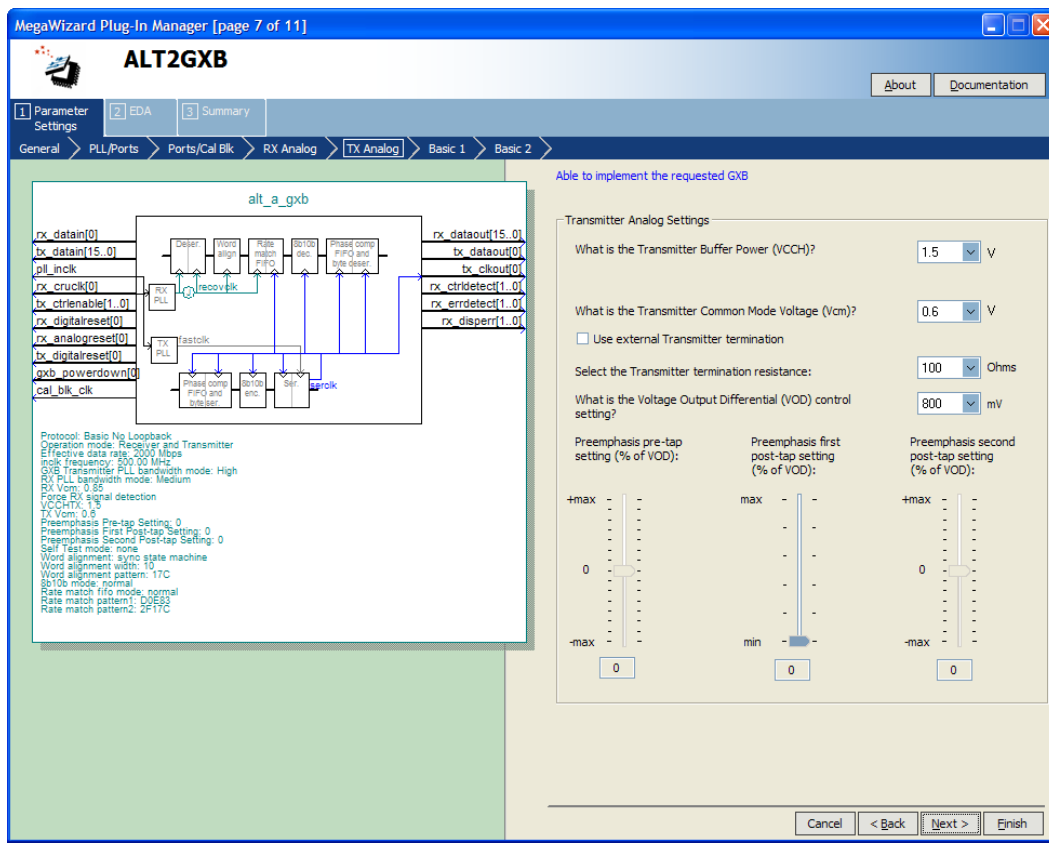 MegaWizard Plug-In Manager [page 7 of 11]
ALT2GXB
About
Documentation
1 Parameter Settings
2 EDA
3 Summary
General
PLL/Ports
Ports/Cal Blk
RX Analog
TX Analog
Basic 1
Basic 2
alt_a_gxb
rx_datain[0]
tx_datain[15..0]
pll_inclk
rx_cruclk[0]
tx_ctrlenable[1..0]
rx_digitalreset[0]
rx_analogreset[0]
tx_digitalreset[0]
gxb_powerdown[0]
cal_blk_clk
rx_dataout[15..0]
tx_dataout[0]
tx_clkout[0]
rx_ctrldetect[1..0]
rx_errdetect[1..0]
rx_disperr[1..0]
Deser.
Word
align
Rate
match
FIFO
8b10b
dec.
Phase comp
FIFO and
byte deser.
RX
PLL
recovclk
TX
PLL
fastclk
Phase comp
FIFO and
byte ser.
8b10b
enc.
Ser.
serclk
Protocol: Basic No Loopback
Operation mode: Receiver and Transmitter
Effective data rate: 2000 Mbps
inclk frequency: 500.00 MHz
GXB Transmitter PLL bandwidth mode: High
RX PLL bandwidth mode: Medium
RX Vcm: 0.85
Force RX signal detection
VCCHTX: 1.5
TX Vcm: 0.6
Preemphasis Pre-tap Setting: 0
Preemphasis First Post-tap Setting: 0
Preemphasis Second Post-tap Setting: 0
Self Test mode: none
Word alignment: sync state machine
Word alignment width: 10
Word alignment pattern: 17C
8b10b mode: normal
Rate match fifo mode: normal
Rate match pattern1: D0E83
Rate match pattern2: 2F17C
Able to implement the requested GXB
Transmitter Analog Settings
What is the Transmitter Buffer Power (VCCH)? 1.5 V
What is the Transmitter Common Mode Voltage (Vcm)? 0.6 V
Use external Transmitter termination
Select the Transmitter termination resistance: 100 Ohms
What is the Voltage Output Differential (VOD) control
setting? 800 mV
Preemphasis pre-tap
setting (% of VOD):
+max
0
-max
0
Preemphasis first
post-tap setting
(% of VOD):
max
min
0
Preemphasis second
post-tap setting
(% of VOD):
+max
0
-max
0
Cancel
< Back
Next >
Finish